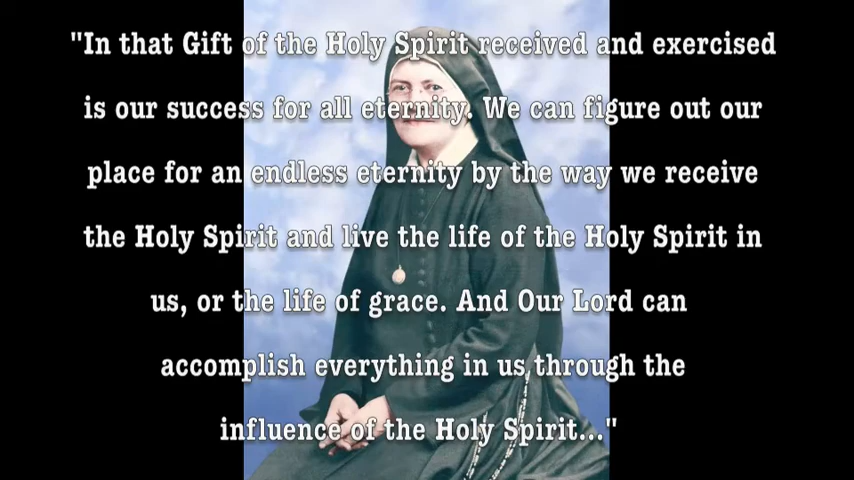 "In that Gift of the Holy Spirit received and exercised
is our success for all eternity. We can figure out our
place for an endless eternity by the way we receive
the Holy Spirit and live the life of the Holy Spirit in
us, or the life of grace. And Our Lord can
accomplish everything in us through the
influence of the Holy Spirit..."